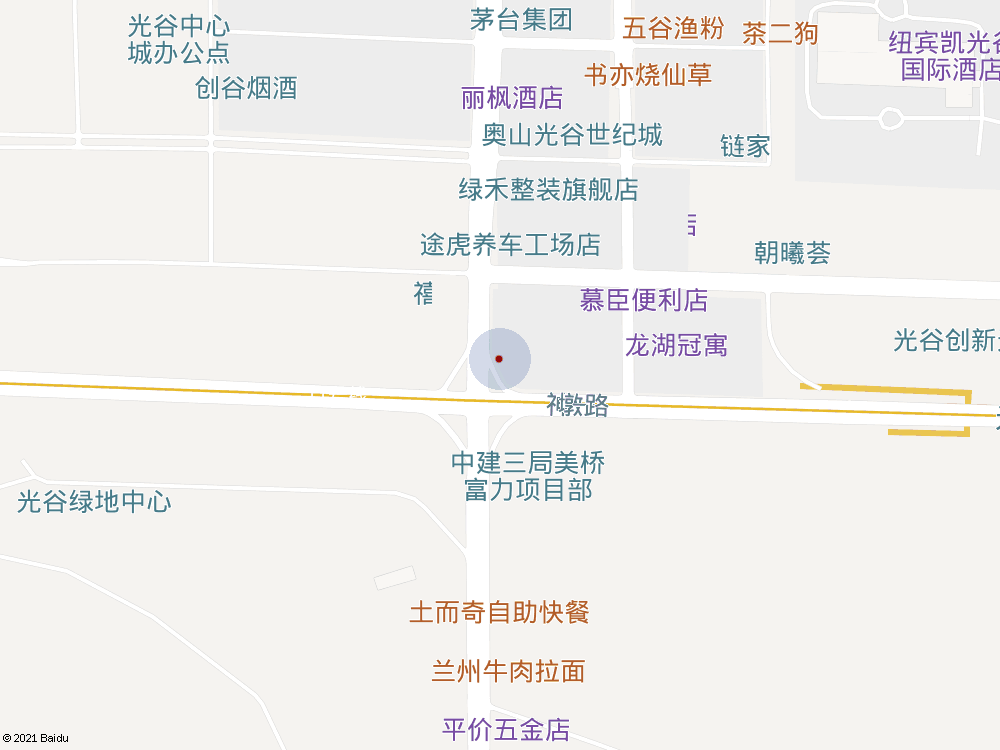 光谷中心
城办公点
茅台集团
五谷渔粉
茶二狗
纽宾凯光谷
国际酒店
创谷烟酒
书亦烧仙草
丽枫酒店
奥山光谷世纪城
链家
绿禾整装旗舰店
店
途虎养车工场店
朝曦荟
慕臣便利店
龙湖冠寓
光谷创新
敦路
中建三局美桥
富力项目部
光谷绿地中心
土而奇自助快餐
兰州牛肉拉面
平价五金店
© 2021 Baidu